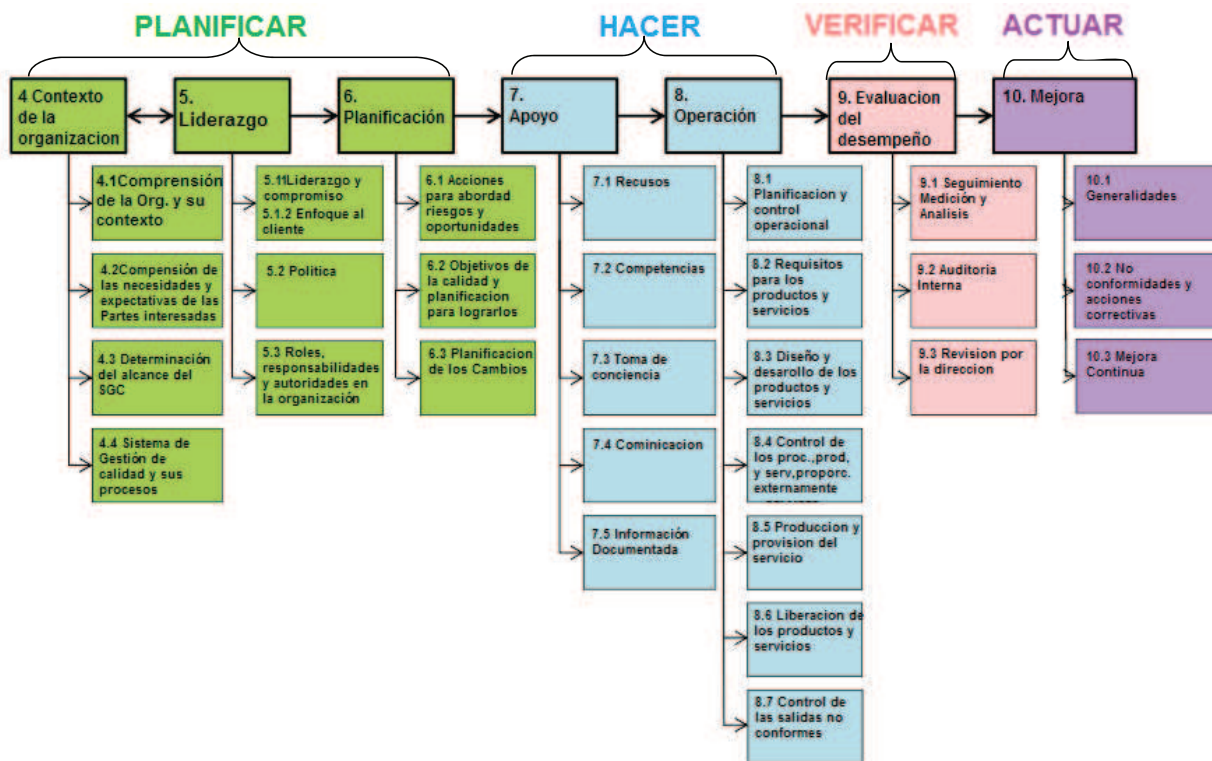 PLANIFICAR
HACER
VERIFICAR
ACTUAR
4 Contexto
de la
organizacion
5.
Liderazgo
6.
Planificación
7.
Apoyo
8.
Operación
9. Evaluacion
del
desempeño
10. Mejora
4.1Comprensión
de la Org. y su
contexto
4.2Compensión de
las necesidades y
expectativas de las
Partes interesadas
4.3 Determinación
del alcance del
SGC
4.4 Sistema de
Gestión de
calidad y sus
procesos
5.11Liderazgo y
compromiso
5.1.2 Enfoque al
cliente
5.2 Politica
5.3 Roles,
responsabilidades
y autoridades en
la organización
6.1 Acciones
para abordad
riesgos y
oportunidades
6.2 Objetivos de
la calidad y
planificacion
para lograrlos
6.3 Planificacion
de los Cambios
7.1 Recusos
7.2 Competencias
7.3 Toma de
conciencia
7.4 Cominicacion
7.5 Información
Documentada
8.1
Planificacion y
control
operacional
8.2 Requisitos
para los
productos y
servicios
8.3 Diseño y
desarollo de los
productos y
servicios
8.4 Control de
los proc.,prod,
y serv,proporc.
externamente
8.5 Produccion y
provision del
servicio
8.6 Liberacion de
los productos y
servicios
8.7 Control de
las salidas no
conformes
9.1 Seguimiento
Medición y
Analisis
9.2 Auditoria
Interna
9.3 Revision por
la direccion
10.1
Generalidades
10.2 No
conformidades y
acciones
correctivas
10.3 Mejora
Continua